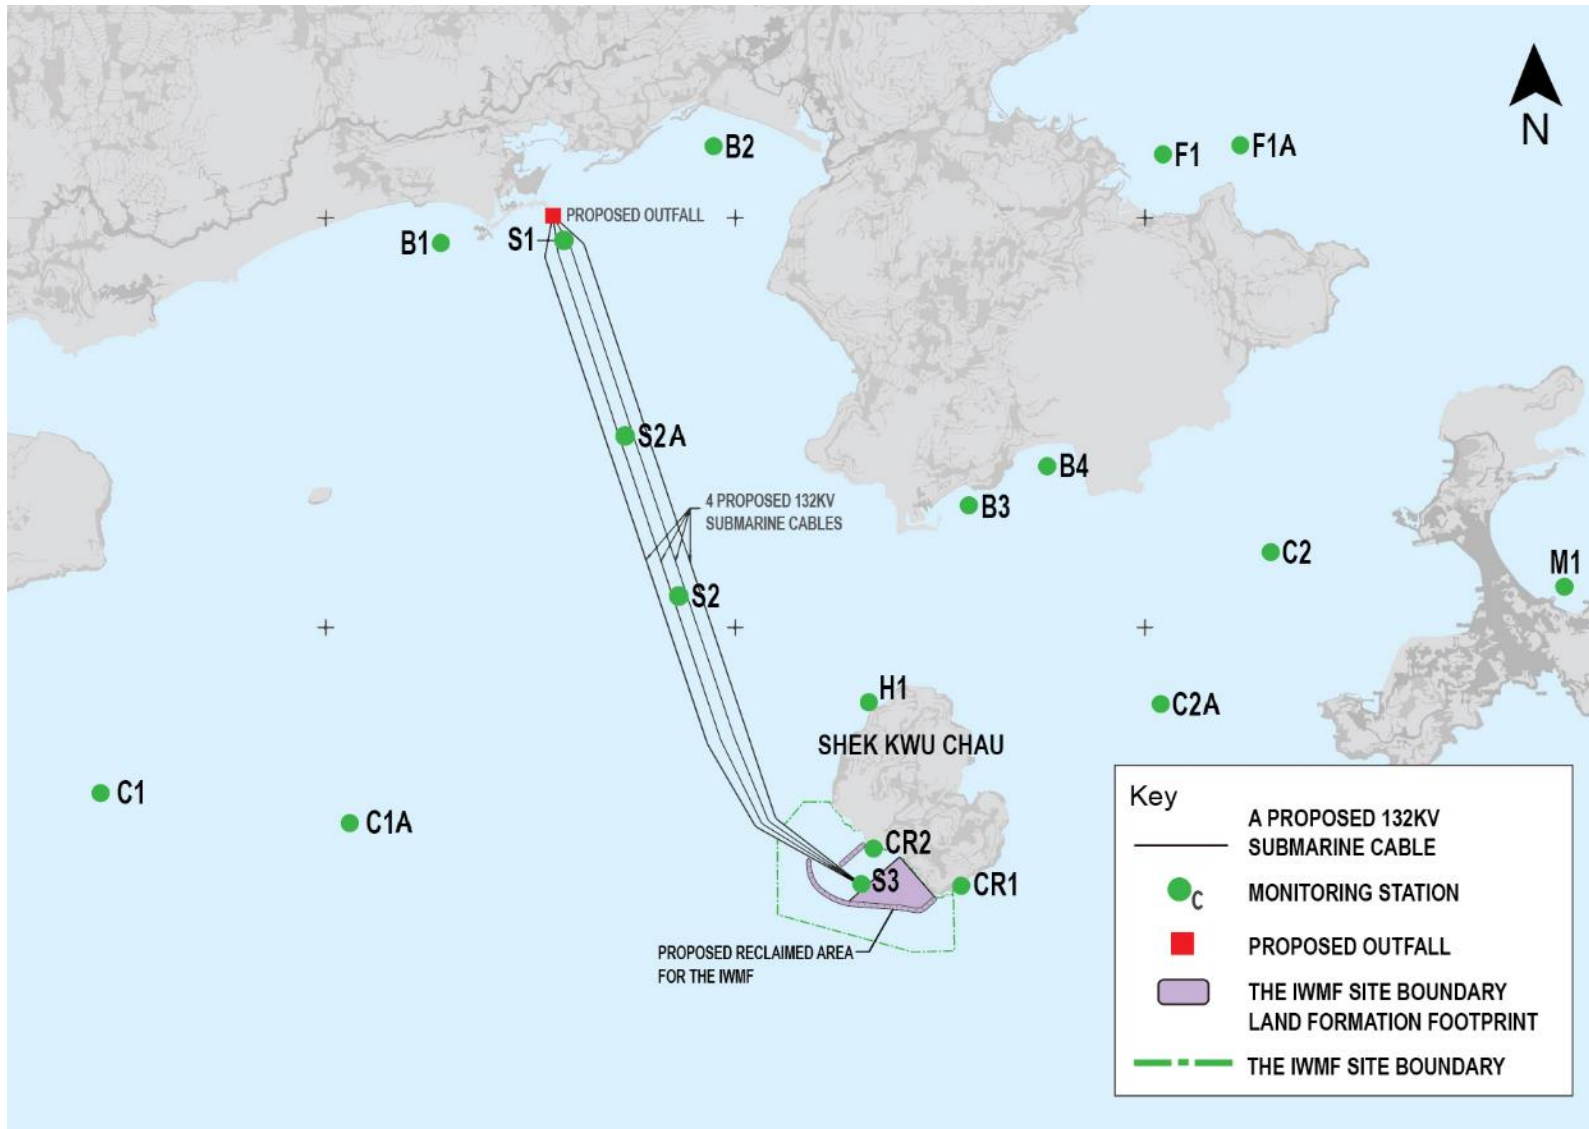 N
B2
F1
F1A
PROPOSED OUTFALL
B1
S1
S2A
B4
4 PROPOSED 132KV
SUBMARINE CABLES
B3
C2
M1
S2
H1
C2A
SHEK KWU CHAU
C1
C1A
CR2
S3
CR1
PROPOSED RECLAIMED AREA
FOR THE IWMF
Key
A PROPOSED 132KV
SUBMARINE CABLE
C
MONITORING STATION
PROPOSED OUTFALL
THE IWMF SITE BOUNDARY
LAND FORMATION FOOTPRINT
THE IWMF SITE BOUNDARY